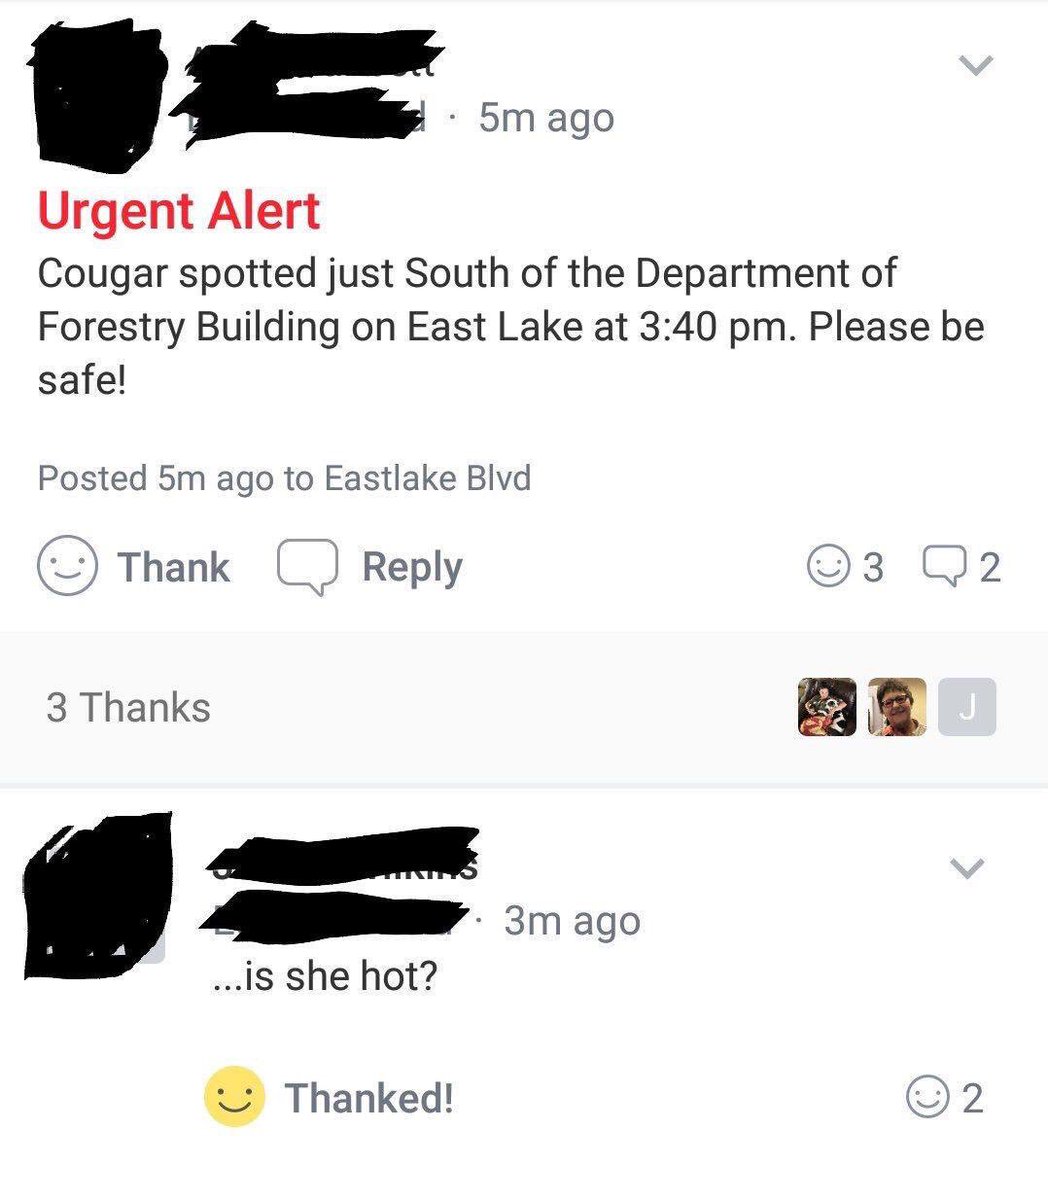 · 5m ago
Urgent Alert
Cougar spotted just South of the Department of
Forestry Building on East Lake at 3:40 pm. Please be
safe!
Posted 5m ago to Eastlake Blvd
Thank Reply 3 2
3 Thanks J
· 3m ago
...is she hot?
Thanked! 2